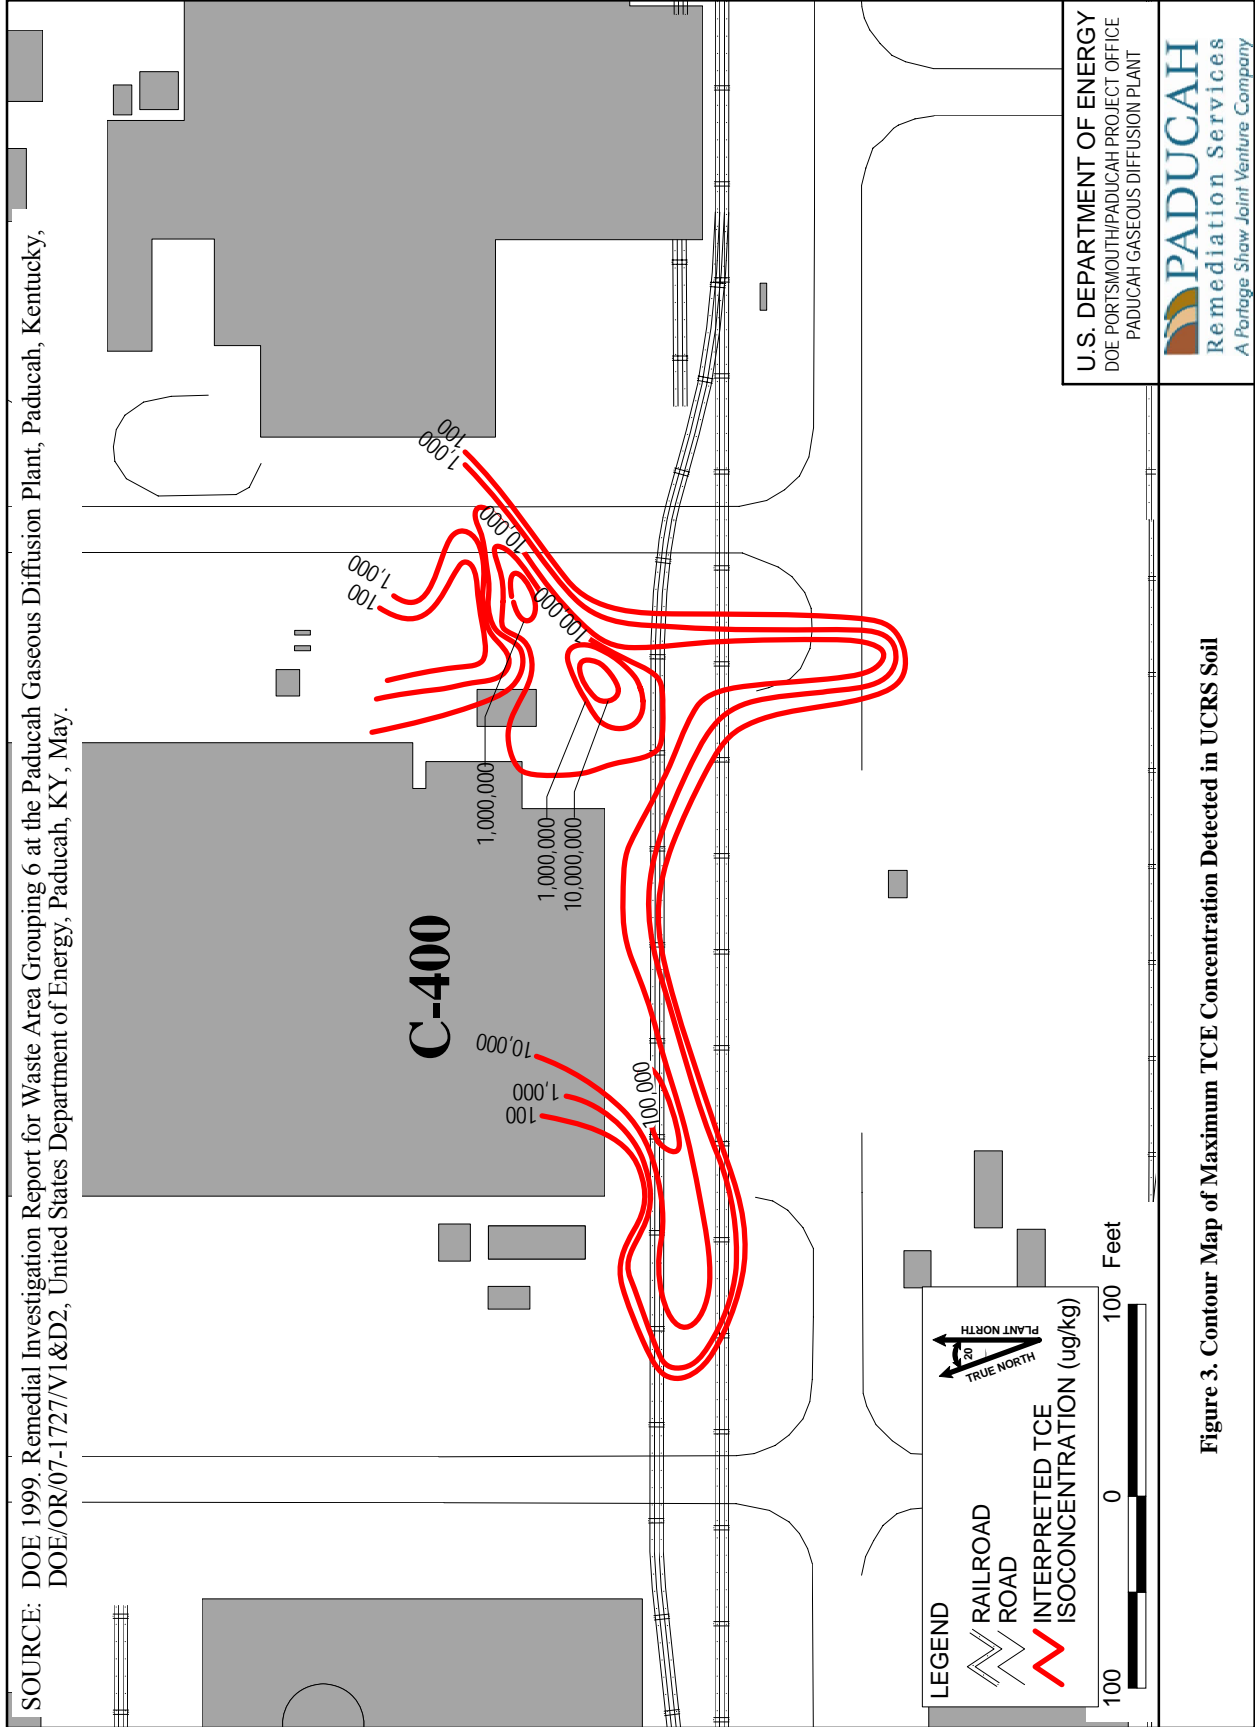 SOURCE: DOE 1999. Remedial Investigation Report for Waste Area Grouping 6 at the Paducah Gaseous Diffusion Plant, Paducah, Kentucky,
DOE/OR/07-1727/V1&D2, United States Department of Energy, Paducah, KY, May.
100
1,000
10,000
C-400
100,000
1,000,000
1,000,000
10,000,000
100
1,000
100,000
10,000
1,000
100
LEGEND
RAILROAD
ROAD
INTERPRETED TCE
ISOCONCENTRATION (ug/kg)
TRUE NORTH
20
PLANT NORTH
100 0 100 Feet
U.S. DEPARTMENT OF ENERGY
DOE PORTSMOUTH/PADUCAH PROJECT OFFICE
PADUCAH GASEOUS DIFFUSION PLANT
PADUCAH
Remediation Services
A Portage Shaw Joint Venture Company
Figure 3. Contour Map of Maximum TCE Concentration Detected in UCRS Soil